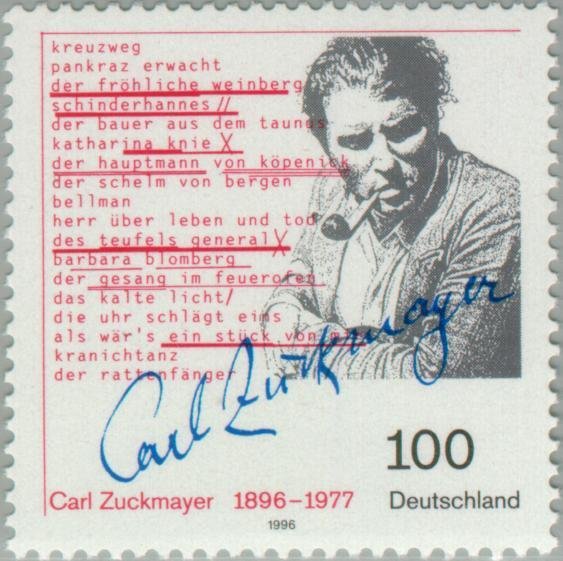 kreuzweg
pankraz erwacht
der fröhliche weinberg
schinderhannes //
der bauer aus dem taunus
katharina knie X
der hauptmann von köpenick
der schelm von bergen
bellman
herr über leben und tod
des teufels general X
barbara blomberg
der gesang im feuerofen
das kalte licht/
die uhr schlägt eins
als wär's ein stück von mir
kranichtanz
der rattenfänger
Carl Zuckmayer
100
Carl Zuckmayer 1896–1977 Deutschland
1996